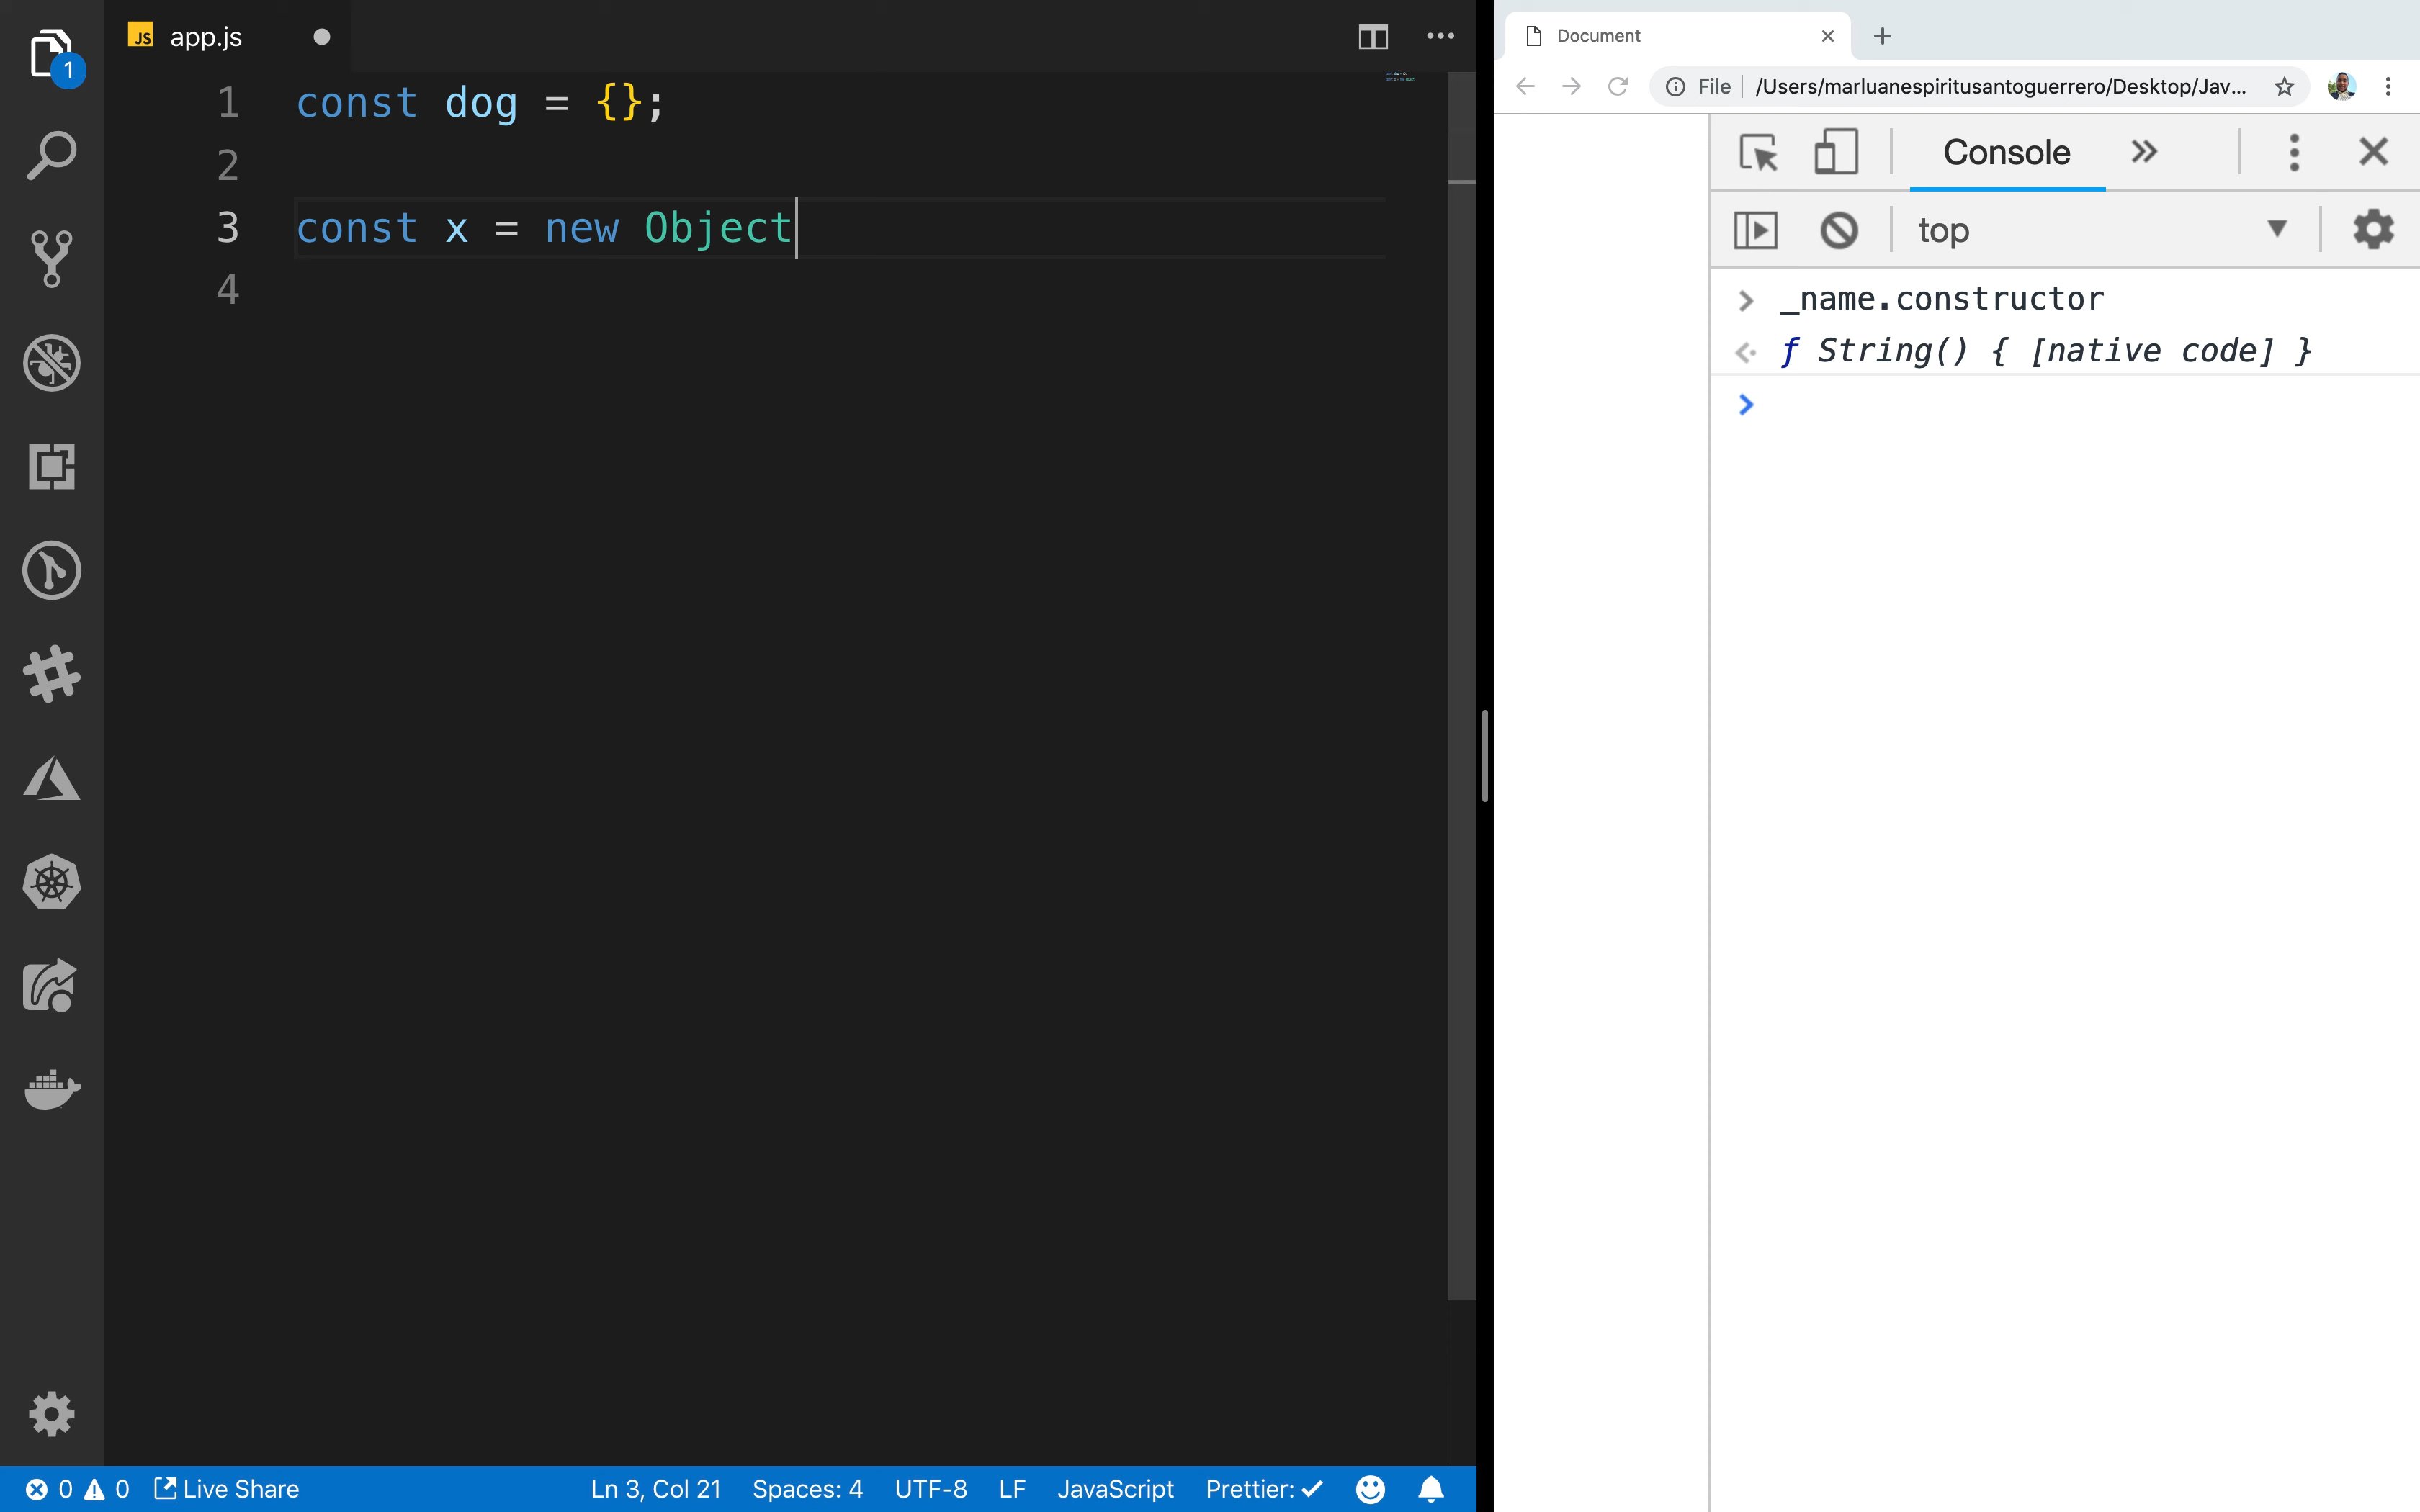 1
JS app.js
1 const dog = {};
2
3 const x = new Object
4
0 0 Live Share Ln 3, Col 21 Spaces: 4 UTF-8 LF JavaScript Prettier:
Document
File /Users/marluanespiritusantoguerrero/Desktop/Jav...
Console
top
_name.constructor
ƒ String() { [native code] }